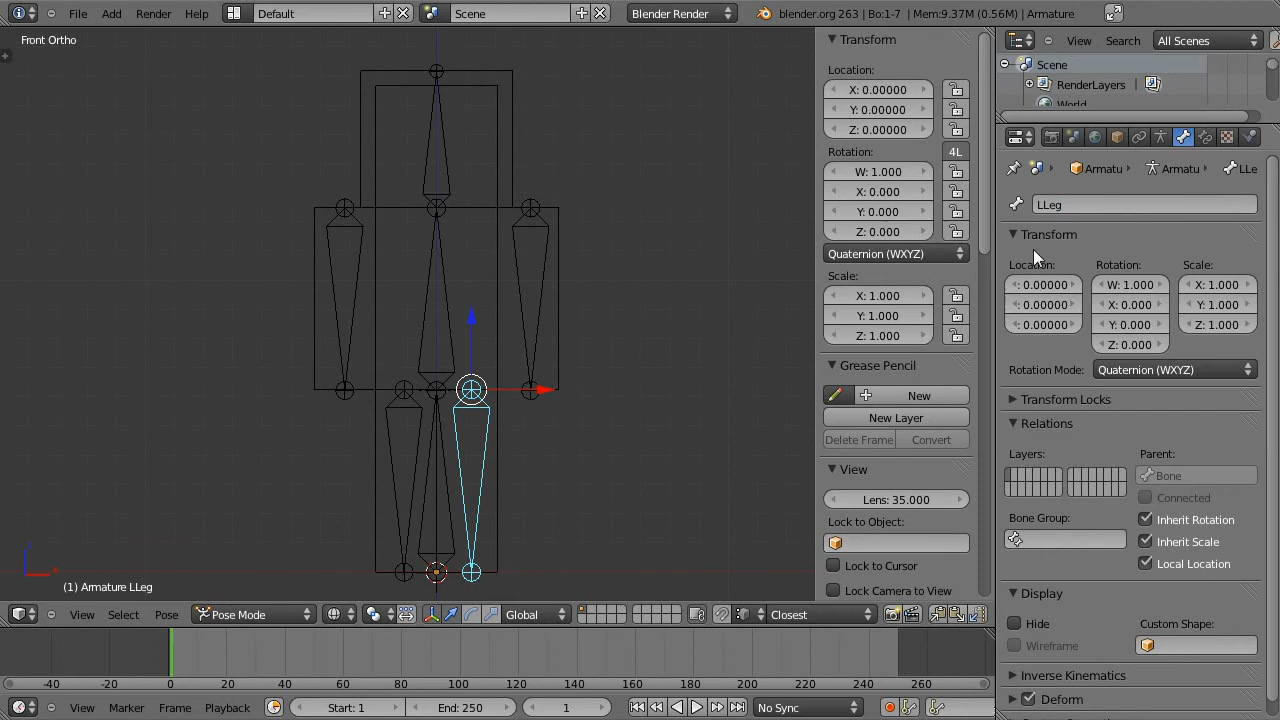 File Add Render Help Default Scene Blender Render blender.org 263 | Bo:1-7 | Mem:9.37M (0.56M) | Armature
Front Ortho
Transform
Location:
X: 0.00000
Y: 0.00000
Z: 0.00000
Rotation:
4L
W: 1.000
X: 0.000
Y: 0.000
Z: 0.000
Quaternion (WXYZ)
Scale:
X: 1.000
Y: 1.000
Z: 1.000
Grease Pencil
New
New Layer
Delete Frame Convert
View
Lens: 35.000
Lock to Object:
Lock to Cursor
Lock Camera to View
View Search All Scenes
Scene
RenderLayers |
World
Armatu Armatu LLe
LLeg
Transform
Location: Rotation: Scale:
: 0.00000 W: 1.000 X: 1.000
: 0.00000 X: 0.000 Y: 1.000
: 0.00000 Y: 0.000 Z: 1.000
Z: 0.000
Rotation Mode: Quaternion (WXYZ)
Transform Locks
Relations
Layers: Parent:
Bone
Connected
Bone Group:
Inherit Rotation
Inherit Scale
Local Location
Display
Hide Custom Shape:
Wireframe
Inverse Kinematics
Deform
(1) Armature LLeg
View Select Pose Pose Mode Global Closest
-40 -20 0 20 40 60 80 100 120 140 160 180 200 220 240 260
View Marker Frame Playback Start: 1 End: 250 1 No Sync